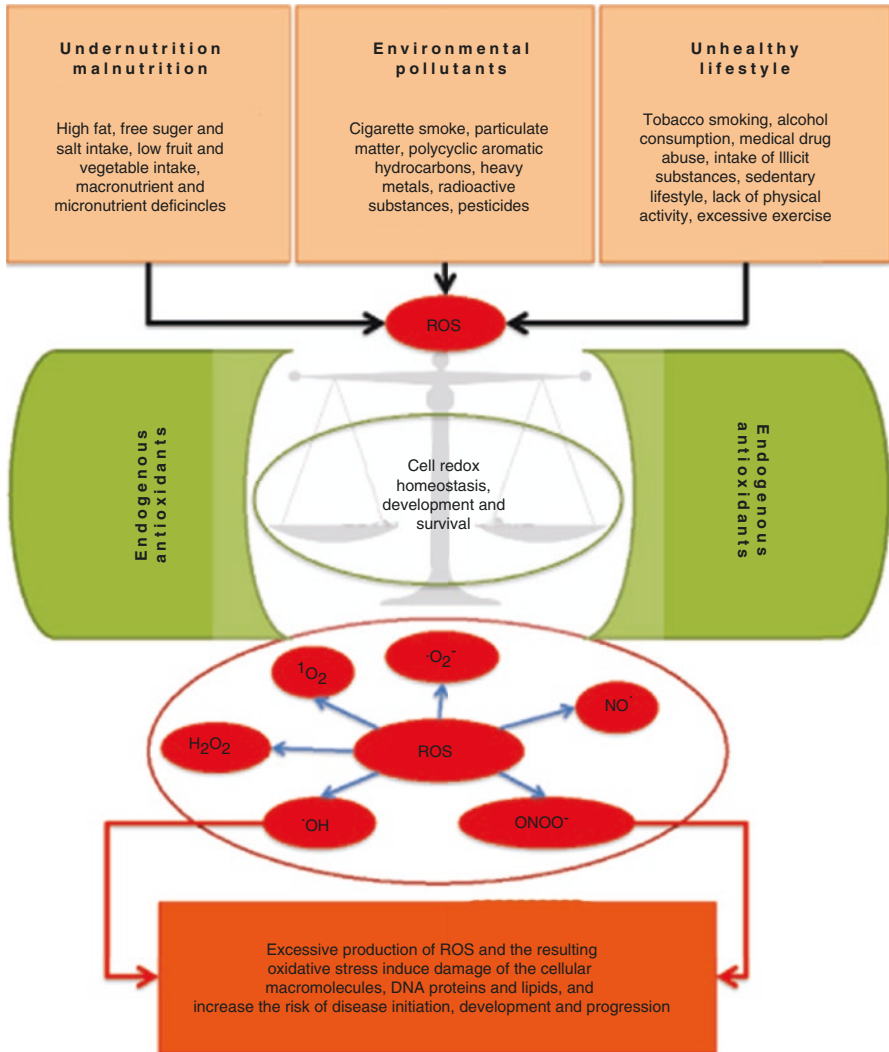 Undernutrition
malnutrition
High fat, free suger and
salt intake, low fruit and
vegetable intake,
macronutrient and
micronutrient deficincles
Environmental
pollutants
Cigarette smoke, particulate
matter, polycyclic aromatic
hydrocarbons, heavy
metals, radioactive
substances, pesticides
Unhealthy
lifestyle
Tobacco smoking, alcohol
consumption, medical drug
abuse, intake of Illicit
substances, sedentary
lifestyle, lack of physical
activity, excessive exercise
ROS
Endogenous
antioxidants
Cell redox
homeostasis,
development and
survival
Endogenous
antioxidants
¹O₂
·O₂⁻
NO˙
H₂O₂
ROS
˙OH
ONOO⁻
Excessive production of ROS and the resulting
oxidative stress induce damage of the cellular
macromolecules, DNA proteins and lipids, and
increase the risk of disease initiation, development and progression